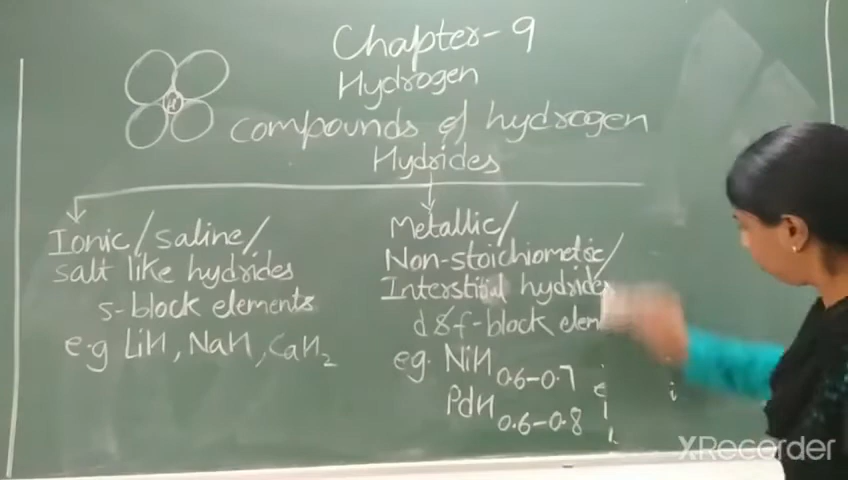 Chapter-9
Hydrogen
H
compounds of hydrogen
Hydrides
Ionic/saline/
salt like hydrides
s-block elements
e.g LiH, NaH, CaH2
Metallic/
Non-stoichiometric/
Interstitial hydrides
d & f-block elem
eg. NiH0.6-0.7
PdH0.6-0.8
XRecorder